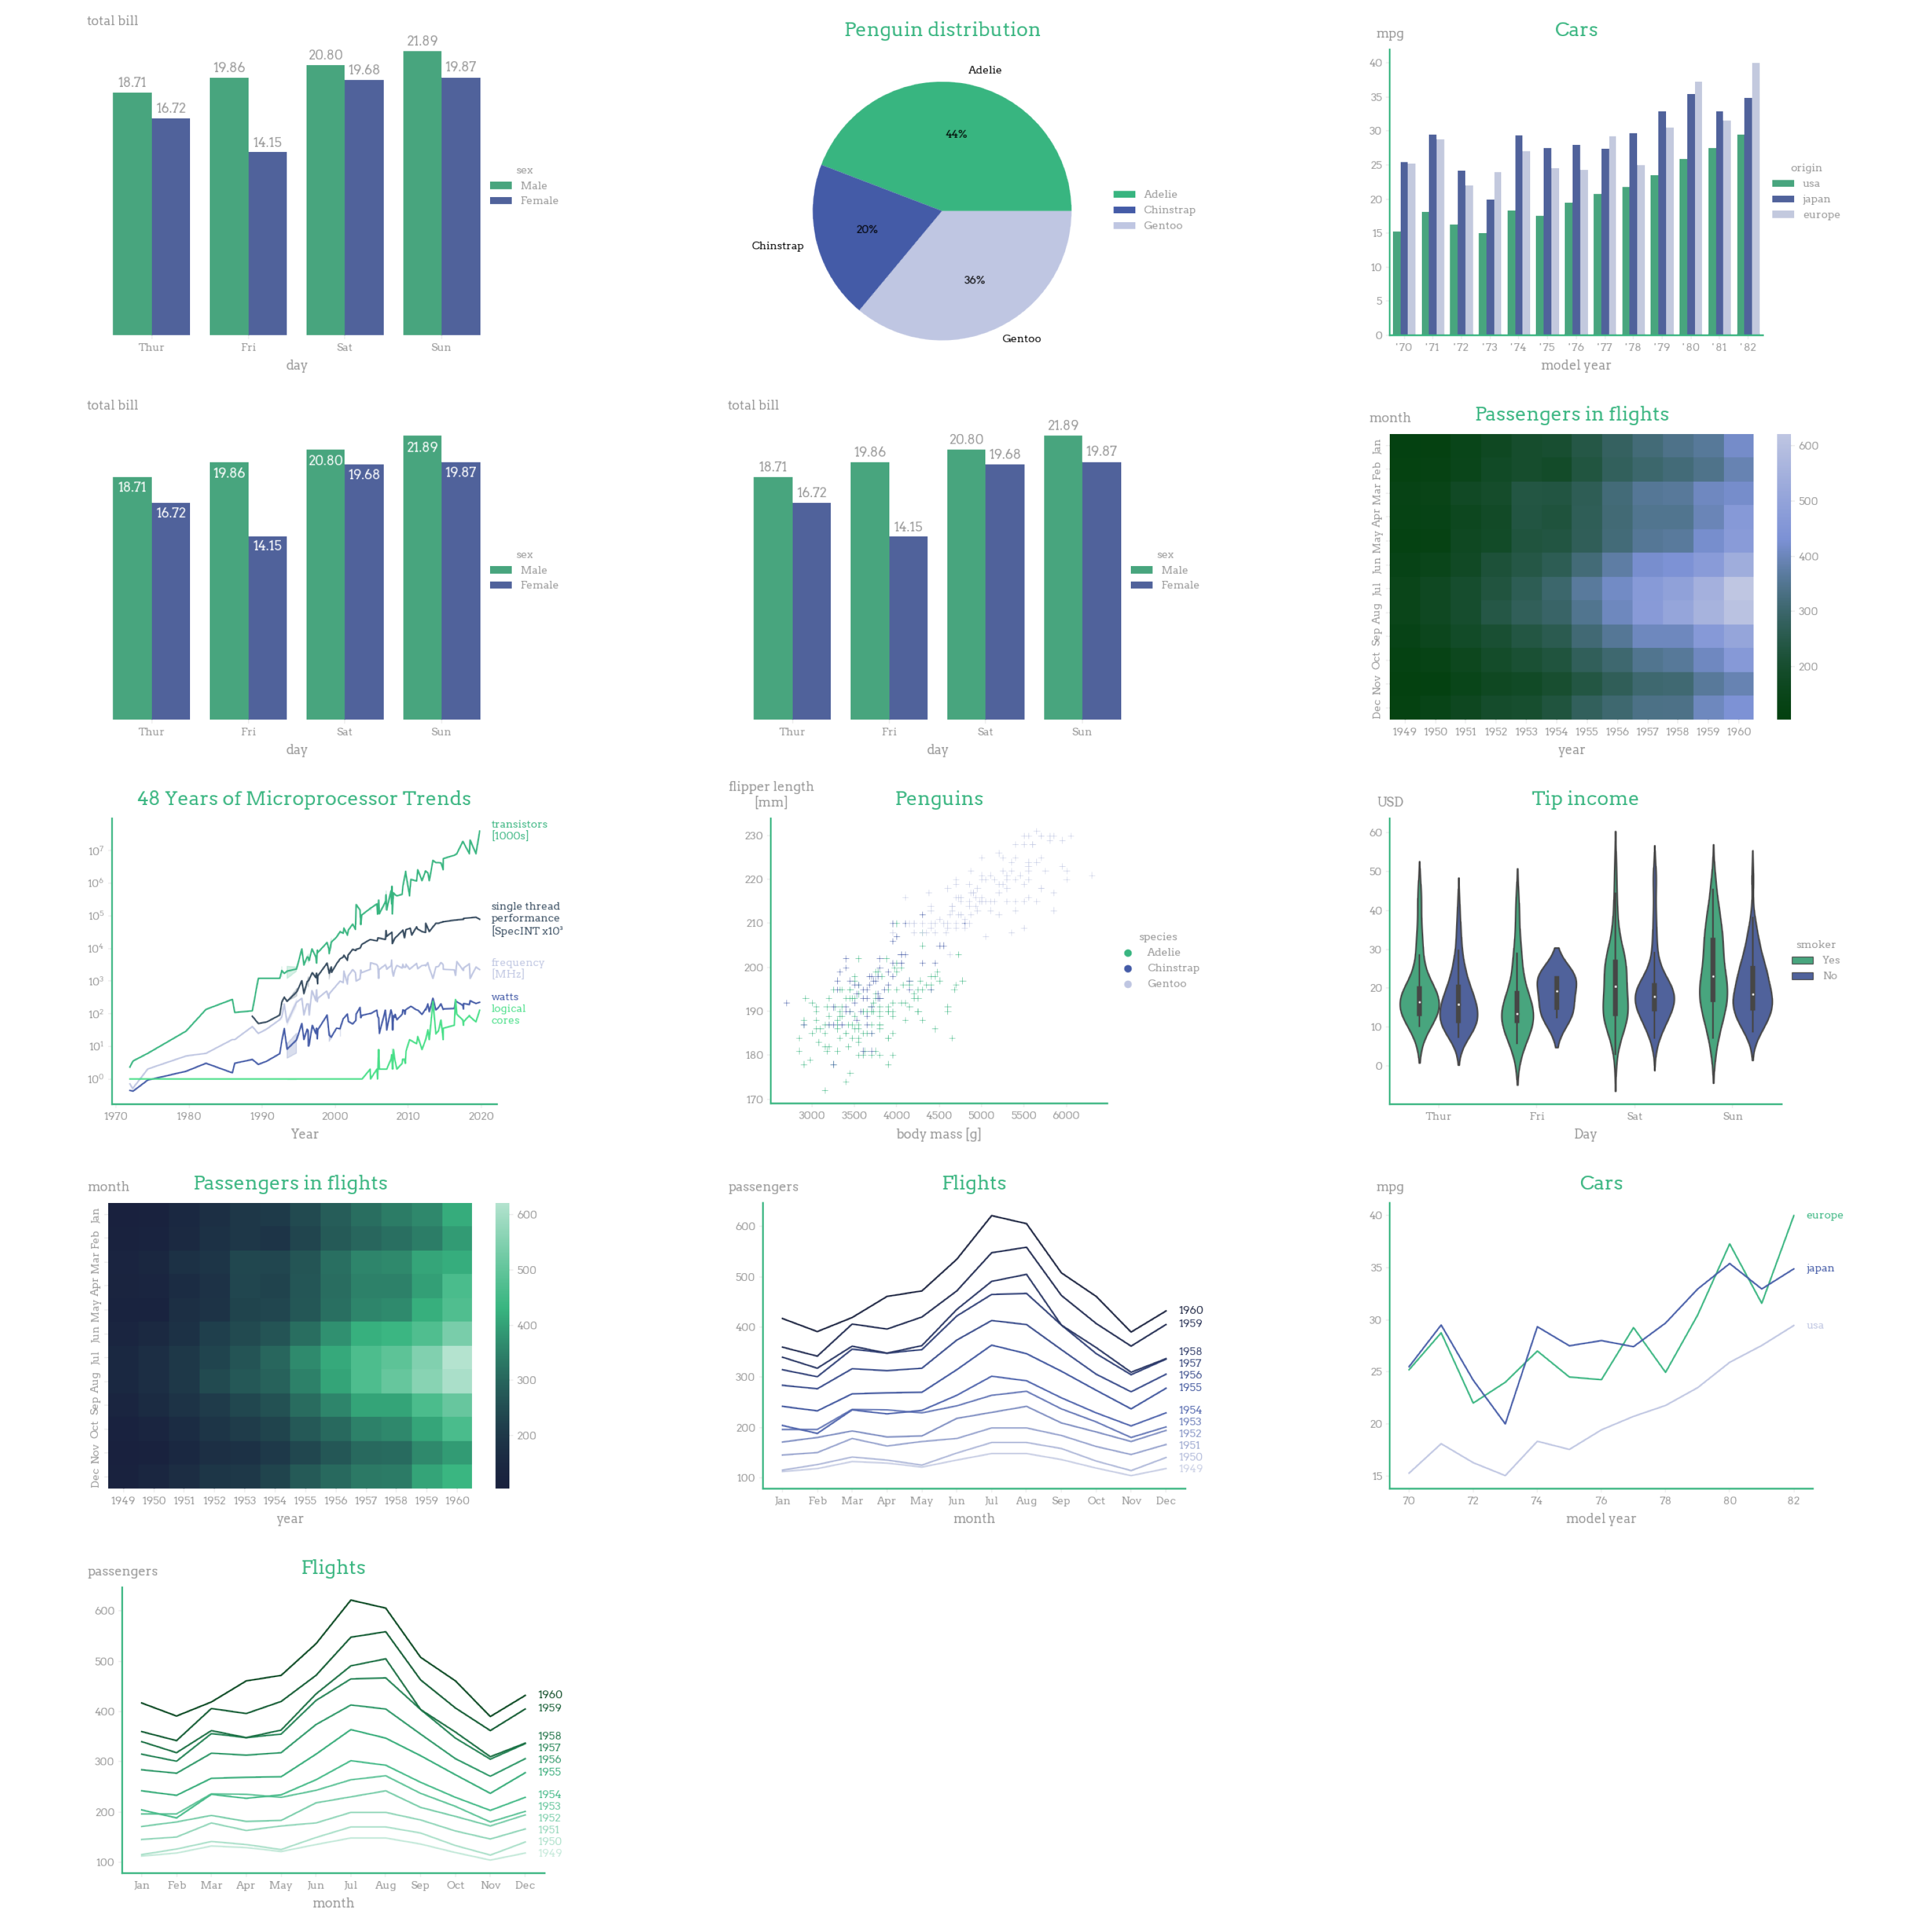 total bill
21.89
20.80
19.86
19.68
19.87
18.71
16.72
14.15
sex
Male
Female
Thur Fri Sat Sun
day
Penguin distribution
Adelie
44%
Chinstrap
20%
36%
Gentoo
Adelie
Chinstrap
Gentoo
mpg
Cars
40
35
30
25
20
15
10
5
0
origin
usa
japan
europe
'70 '71 '72 '73 '74 '75 '76 '77 '78 '79 '80 '81 '82
model year
total bill
21.89
20.80
19.86
19.68
19.87
18.71
16.72
14.15
sex
Male
Female
Thur Fri Sat Sun
day
total bill
21.89
20.80
19.86
19.68
19.87
18.71
16.72
14.15
sex
Male
Female
Thur Fri Sat Sun
day
month
Passengers in flights
Jan
Feb
Mar
Apr
May
Jun
Jul
Aug
Sep
Oct
Nov
Dec
600
500
400
300
200
1949 1950 1951 1952 1953 1954 1955 1956 1957 1958 1959 1960
year
48 Years of Microprocessor Trends
10⁷
10⁶
10⁵
10⁴
10³
10²
10¹
10⁰
transistors
[1000s]
single thread
performance
[SpecINT x10³
frequency
[MHz]
watts
logical
cores
1970 1980 1990 2000 2010 2020
Year
flipper length
[mm]
Penguins
230
220
210
200
190
180
170
species
Adelie
Chinstrap
Gentoo
3000 3500 4000 4500 5000 5500 6000
body mass [g]
USD
Tip income
60
50
40
30
20
10
0
smoker
Yes
No
Thur Fri Sat Sun
Day
month
Passengers in flights
Jan
Feb
Mar
Apr
May
Jun
Jul
Aug
Sep
Oct
Nov
Dec
600
500
400
300
200
1949 1950 1951 1952 1953 1954 1955 1956 1957 1958 1959 1960
year
passengers
Flights
600
500
400
300
200
100
1960
1959
1958
1957
1956
1955
1954
1953
1952
1951
1950
1949
Jan Feb Mar Apr May Jun Jul Aug Sep Oct Nov Dec
month
mpg
Cars
40
35
30
25
20
15
europe
japan
usa
70 72 74 76 78 80 82
model year
passengers
Flights
600
500
400
300
200
100
1960
1959
1958
1957
1956
1955
1954
1953
1952
1951
1950
1949
Jan Feb Mar Apr May Jun Jul Aug Sep Oct Nov Dec
month